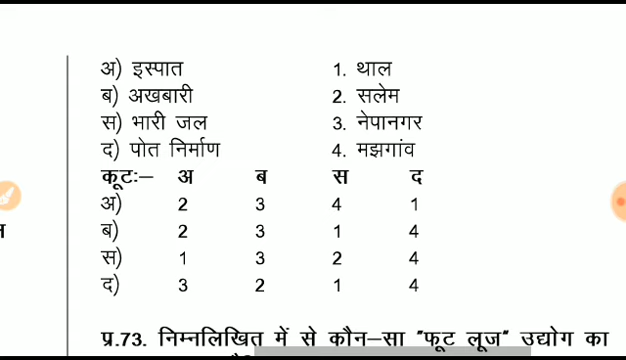 अ) इस्पात 1. थाल
ब) अखबारी 2. सलेम
स) भारी जल 3. नेपानगर
द) पोत निर्माण 4. मझगांव
कूटः– अ ब स द
अ) 2 3 4 1
ब) 2 3 1 4
स) 1 3 2 4
द) 3 2 1 4
प्र.73. निम्नलिखित में से कौन–सा "फूट लूज" उद्योग का